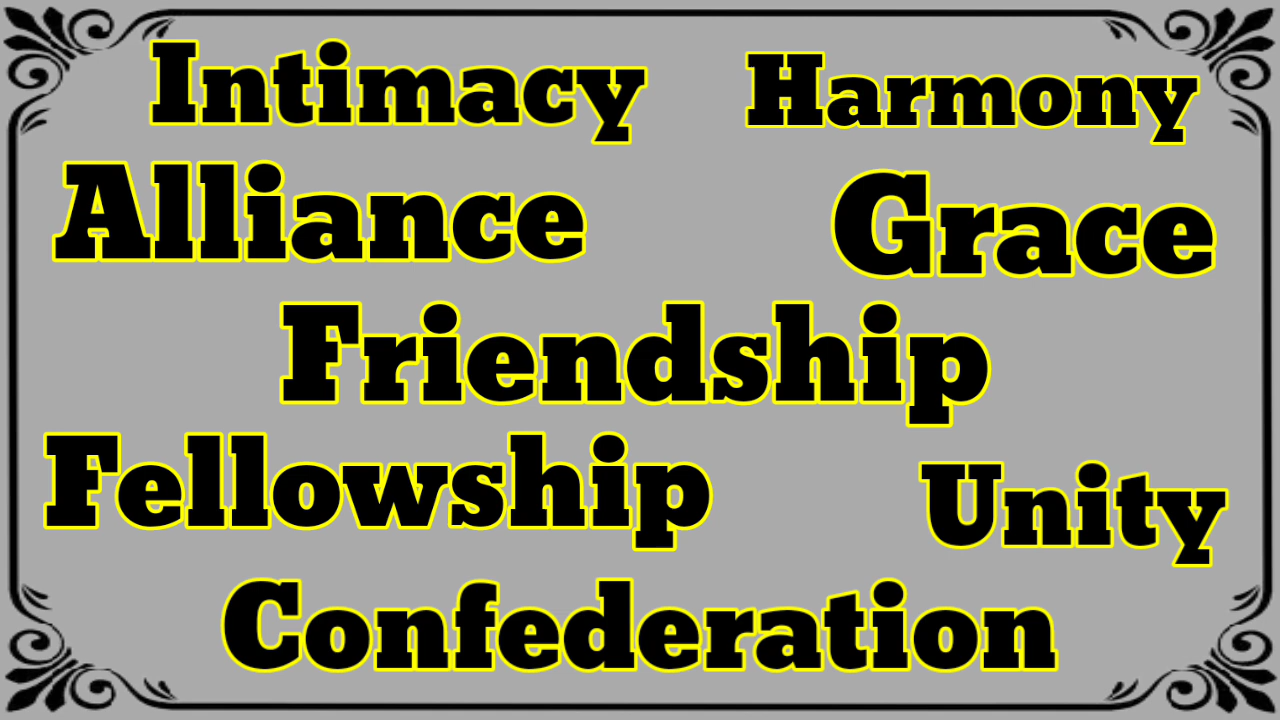 Intimacy
Harmony
Alliance
Grace
Friendship
Fellowship
Unity
Confederation